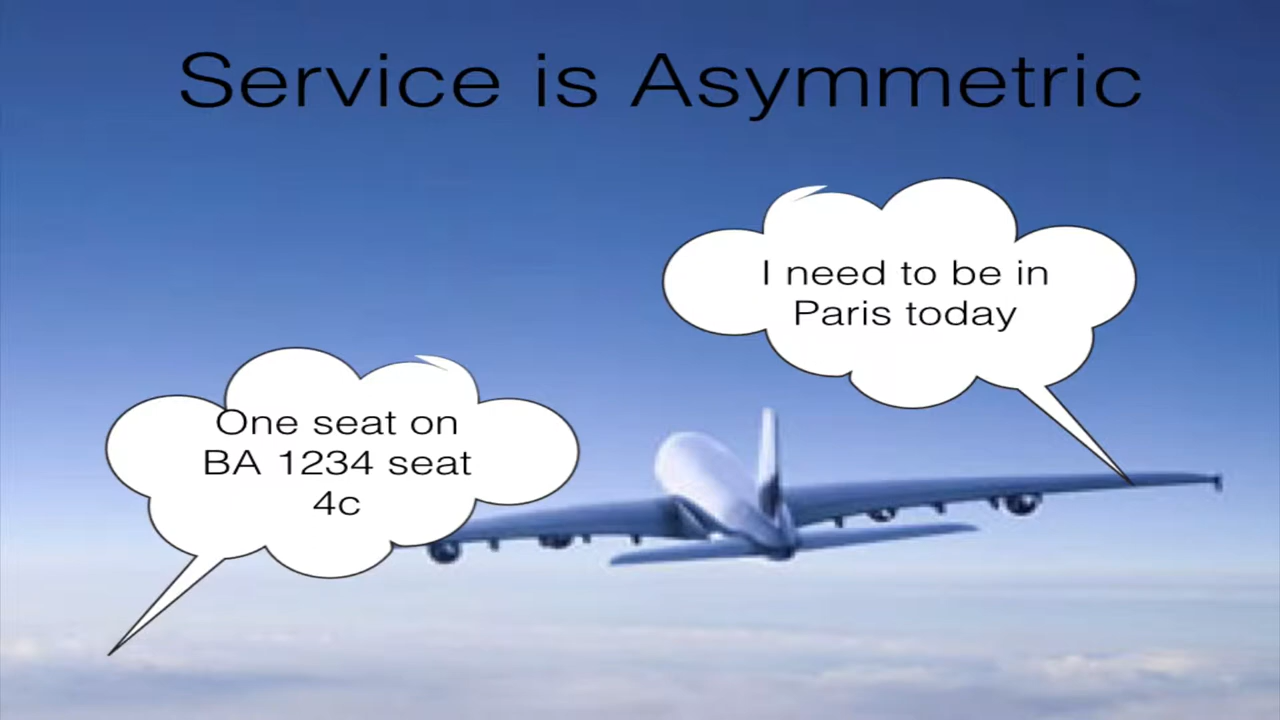 Service is Asymmetric
I need to be in
Paris today
One seat on
BA 1234 seat
4c